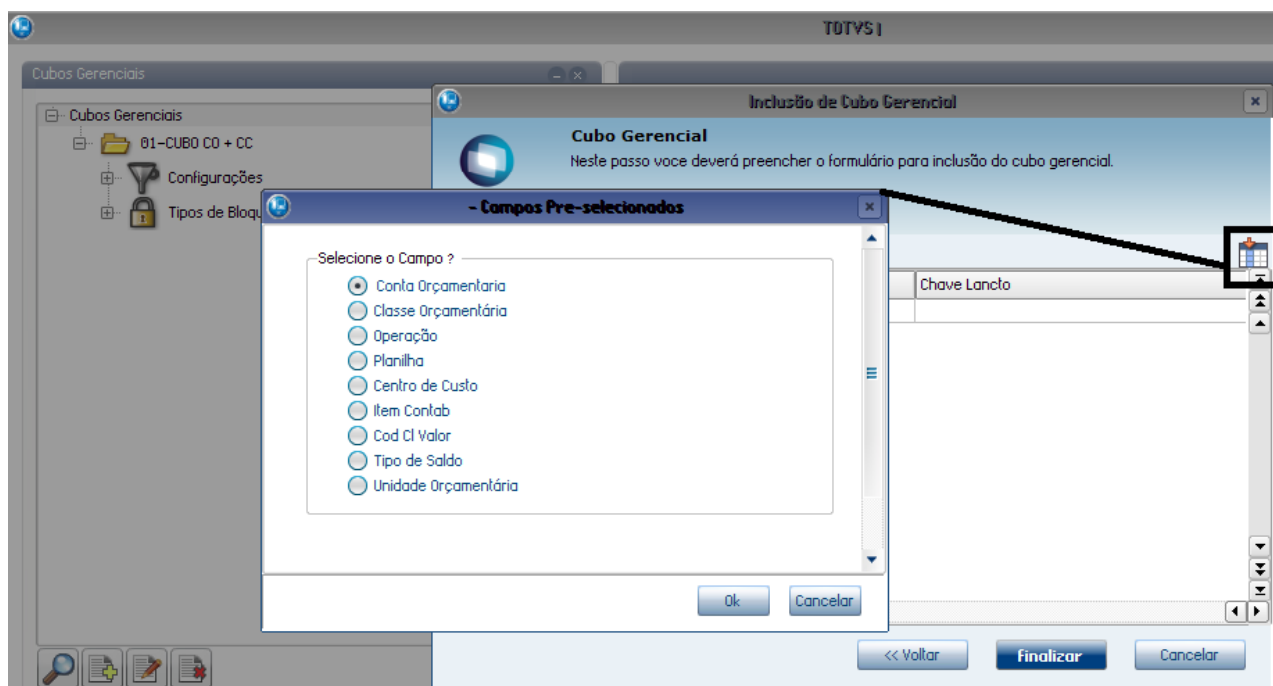 TOTVS |
Cubos Gerenciais
Cubos Gerenciais
01-CUBO CO + CC
Configurações
Tipos de Bloqu
Inclusão de Cubo Gerencial
Cubo Gerencial
Neste passo voce deverá preencher o formulário para inclusão do cubo gerencial.
- Campos Pre-selecionados
Selecione o Campo ?
Conta Orçamentaria
Classe Orçamentária
Operação
Planilha
Centro de Custo
Item Contab
Cod Cl Valor
Tipo de Saldo
Unidade Orçamentária
Ok
Cancelar
Chave Lancto
<< Voltar
Finalizar
Cancelar